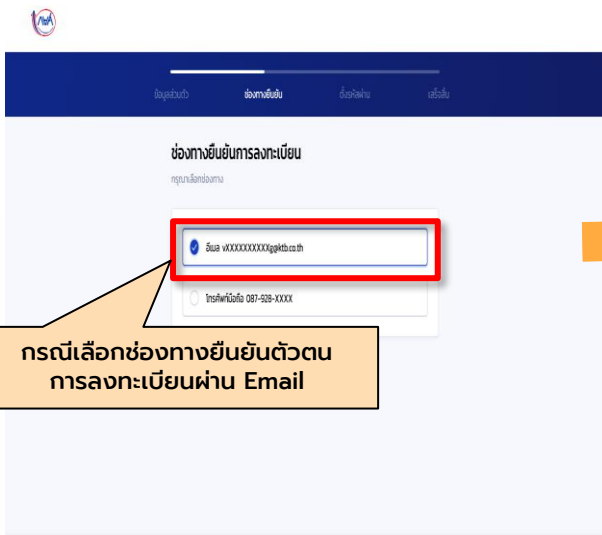 ข้อมูลส่วนตัว
ช่องทางยืนยัน
ตั้งรหัสผ่าน
เสร็จสิ้น
ช่องทางยืนยันการลงทะเบียน
กรุณาเลือกช่องทาง
อีเมล vXXXXXXXXXXg@ktb.co.th
โทรศัพท์มือถือ 087-928-XXXX
กรณีเลือกช่องทางยืนยันตัวตน
การลงทะเบียนผ่าน Email